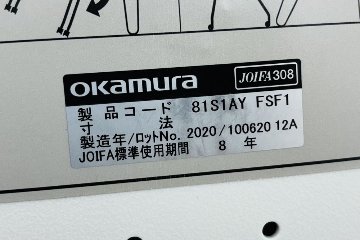 okamura JOIFA308
製品コード 81S1AY FSF1
寸法
製造年/ロットNo. 2020/100620 12A
JOIFA標準使用期間 8 年